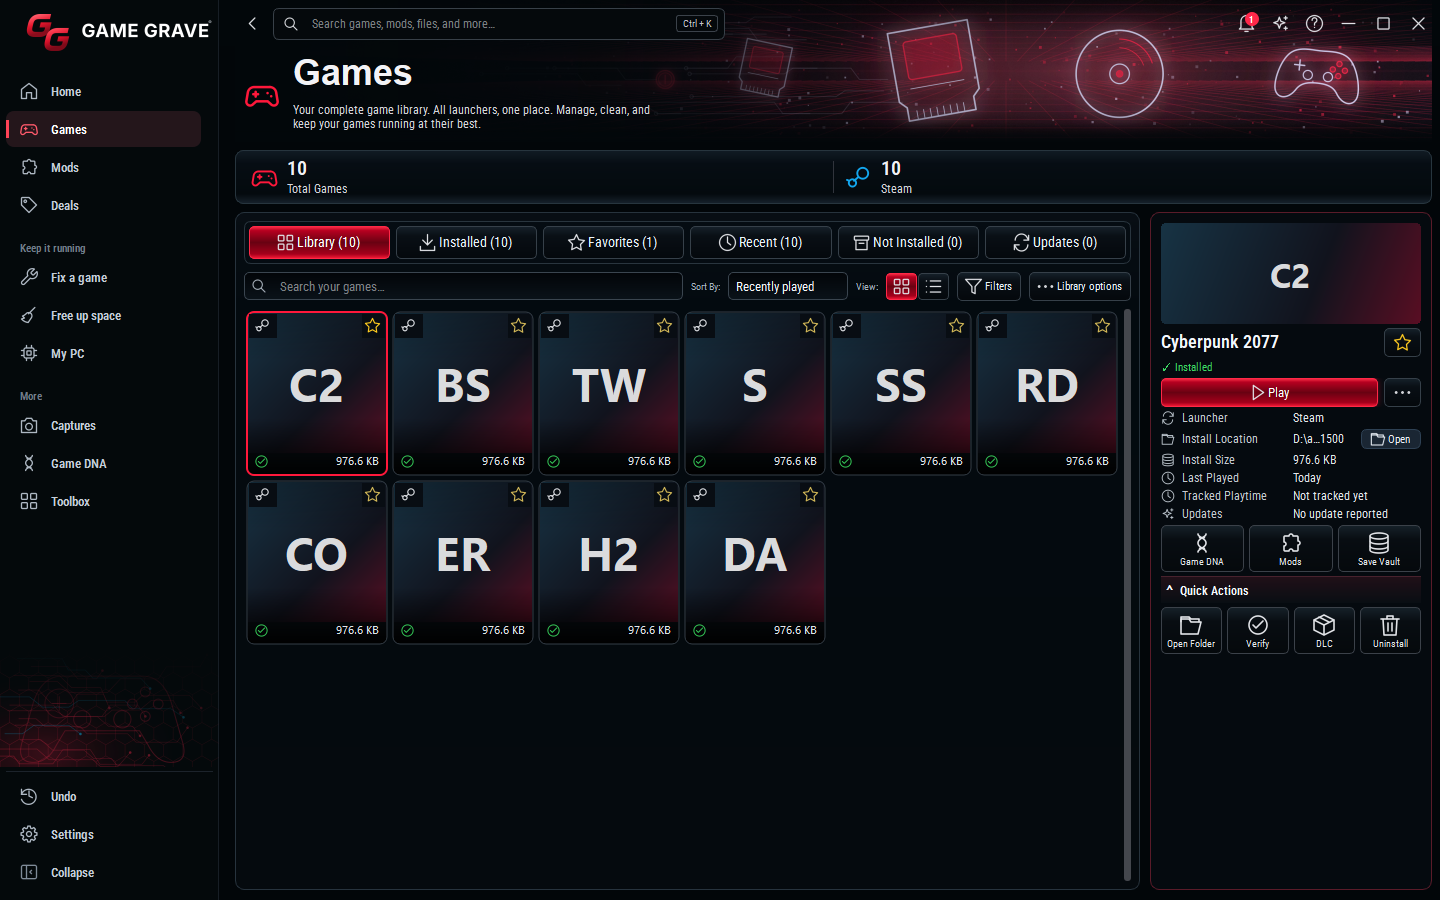 GG GAME GRAVE
Search games, mods, files, and more...
Ctrl + K
1
Home
Games
Mods
Deals
Keep it running
Fix a game
Free up space
My PC
More
Captures
Game DNA
Toolbox
Undo
Settings
Collapse
Games
Your complete game library. All launchers, one place. Manage, clean, and
keep your games running at their best.
10
Total Games
10
Steam
Library (10)
Installed (10)
Favorites (1)
Recent (10)
Not Installed (0)
Updates (0)
Search your games...
Sort By:
Recently played
View:
Filters
Library options
C2
976.6 KB
BS
976.6 KB
TW
976.6 KB
S
976.6 KB
SS
976.6 KB
RD
976.6 KB
CO
976.6 KB
ER
976.6 KB
H2
976.6 KB
DA
976.6 KB
C2
Cyberpunk 2077
✓ Installed
Play
Launcher Steam
Install Location D:\a...1500 Open
Install Size 976.6 KB
Last Played Today
Tracked Playtime Not tracked yet
Updates No update reported
Game DNA
Mods
Save Vault
^ Quick Actions
Open Folder
Verify
DLC
Uninstall